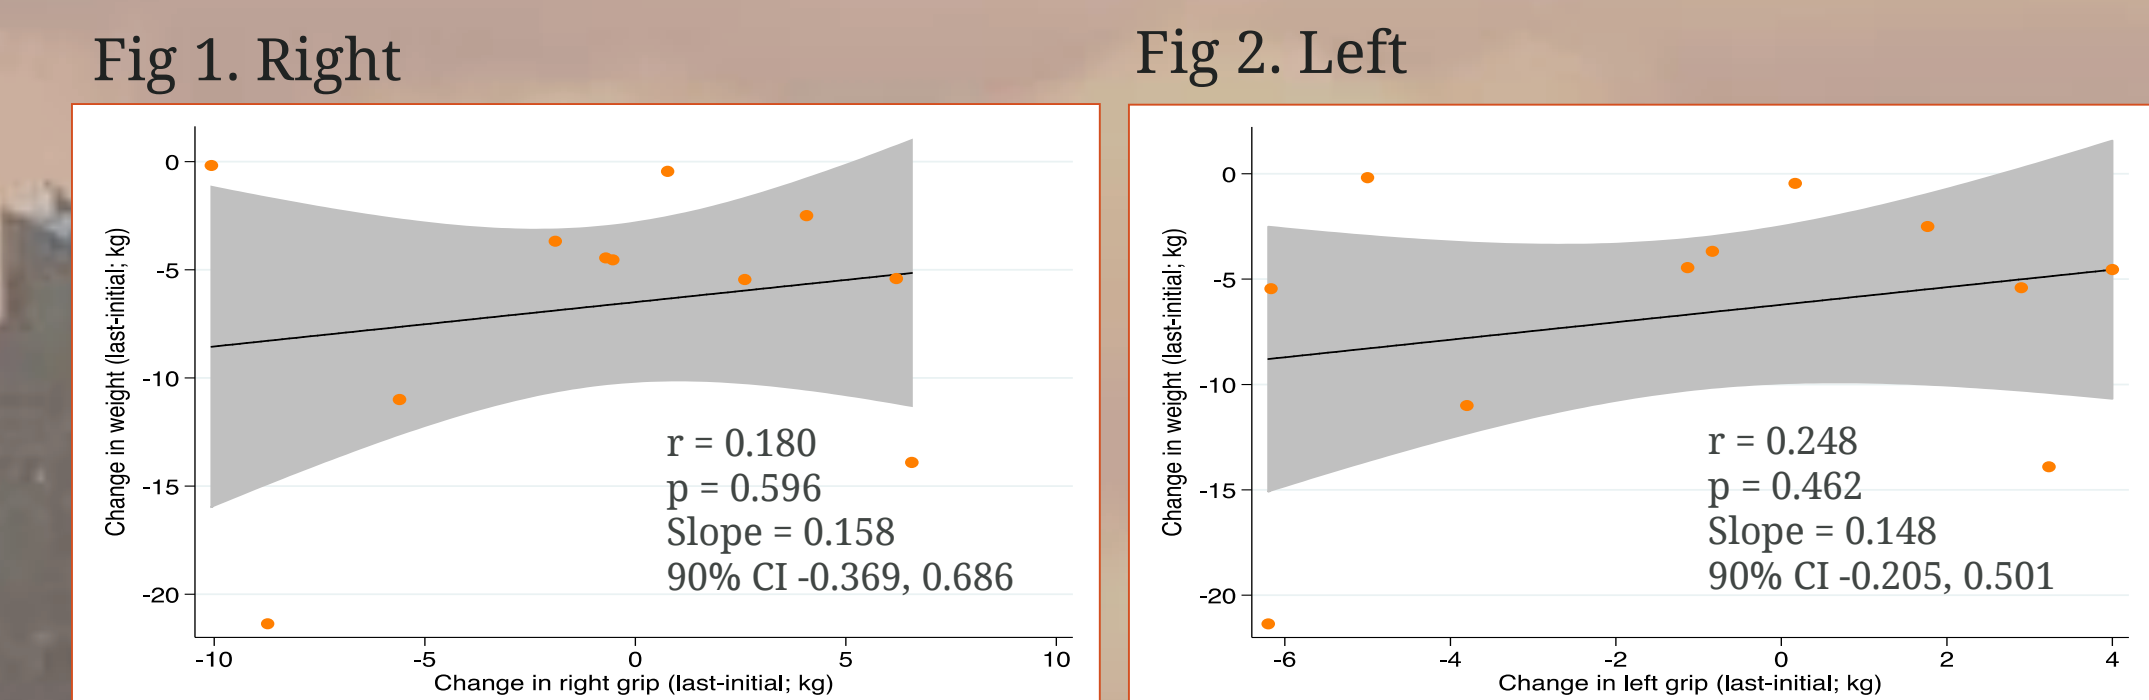 Fig 1. Right
0
-5
-10
-15
-20
Change in weight (last-initial; kg)
r = 0.180
p = 0.596
Slope = 0.158
90% CI -0.369, 0.686
-10
-5
0
5
10
Change in right grip (last-initial; kg)
Fig 2. Left
0
-5
-10
-15
-20
Change in weight (last-initial; kg)
r = 0.248
p = 0.462
Slope = 0.148
90% CI -0.205, 0.501
-6
-4
-2
0
2
4
Change in left grip (last-initial; kg)